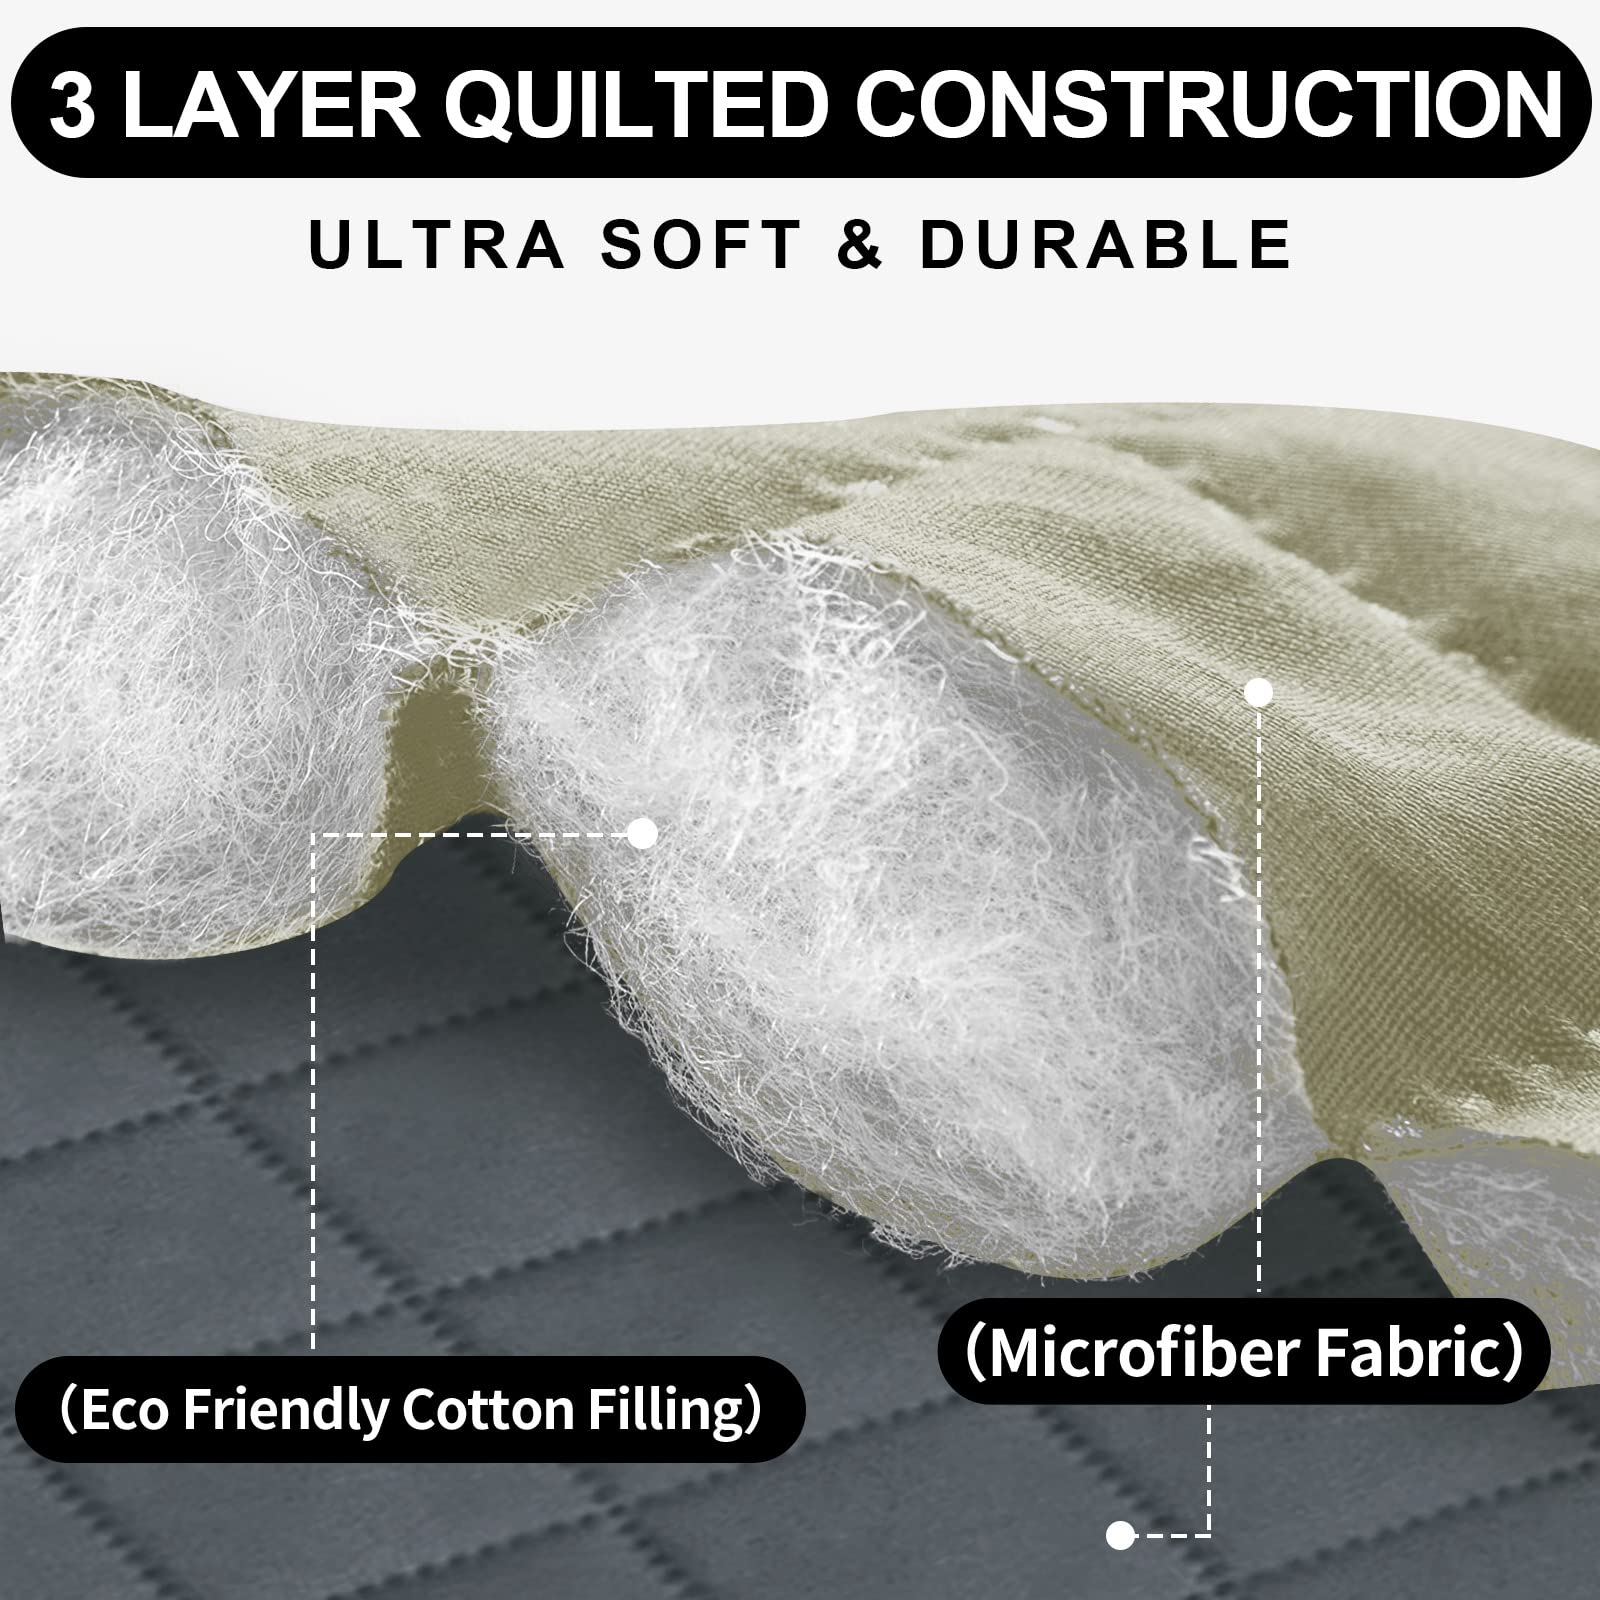 3 LAYER QUILTED CONSTRUCTION
ULTRA SOFT & DURABLE
(Microfiber Fabric)
(Eco Friendly Cotton Filling)